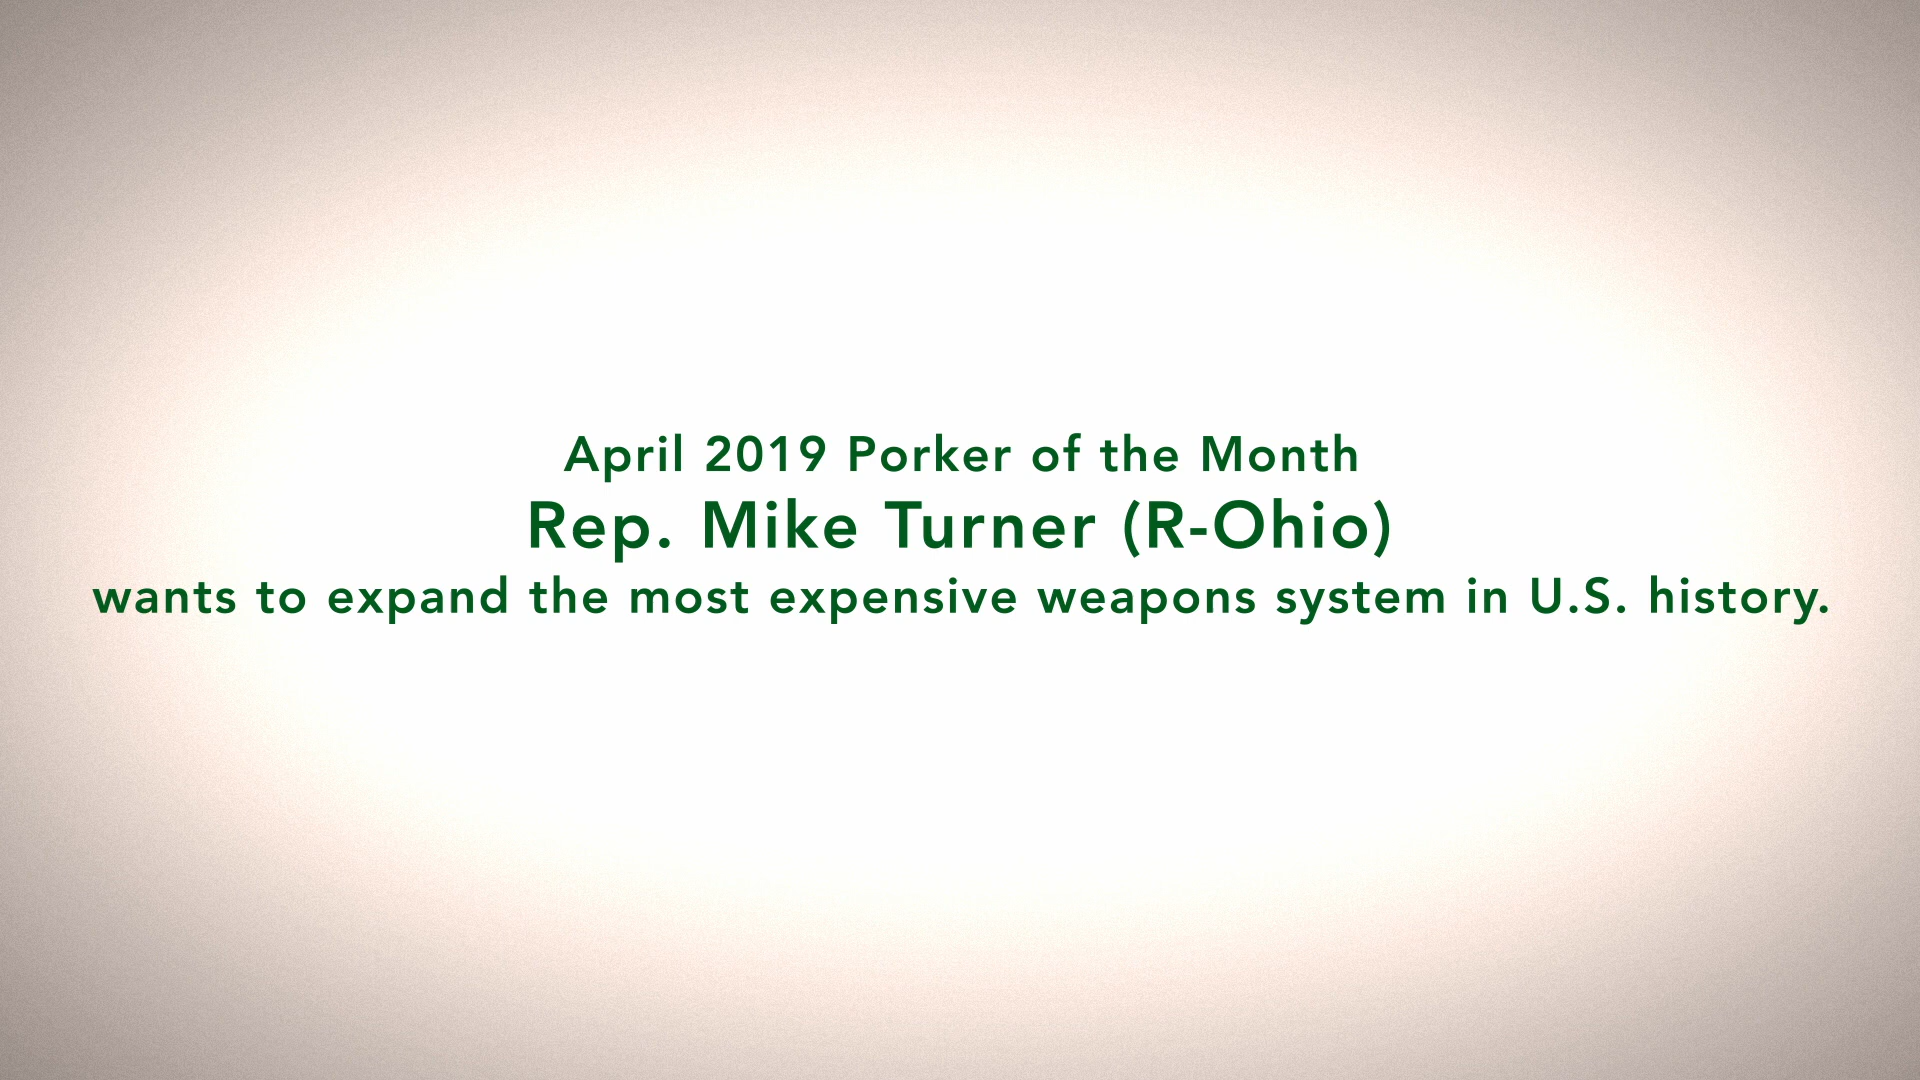 April 2019 Porker of the Month
Rep. Mike Turner (R-Ohio)
wants to expand the most expensive weapons system in U.S. history.